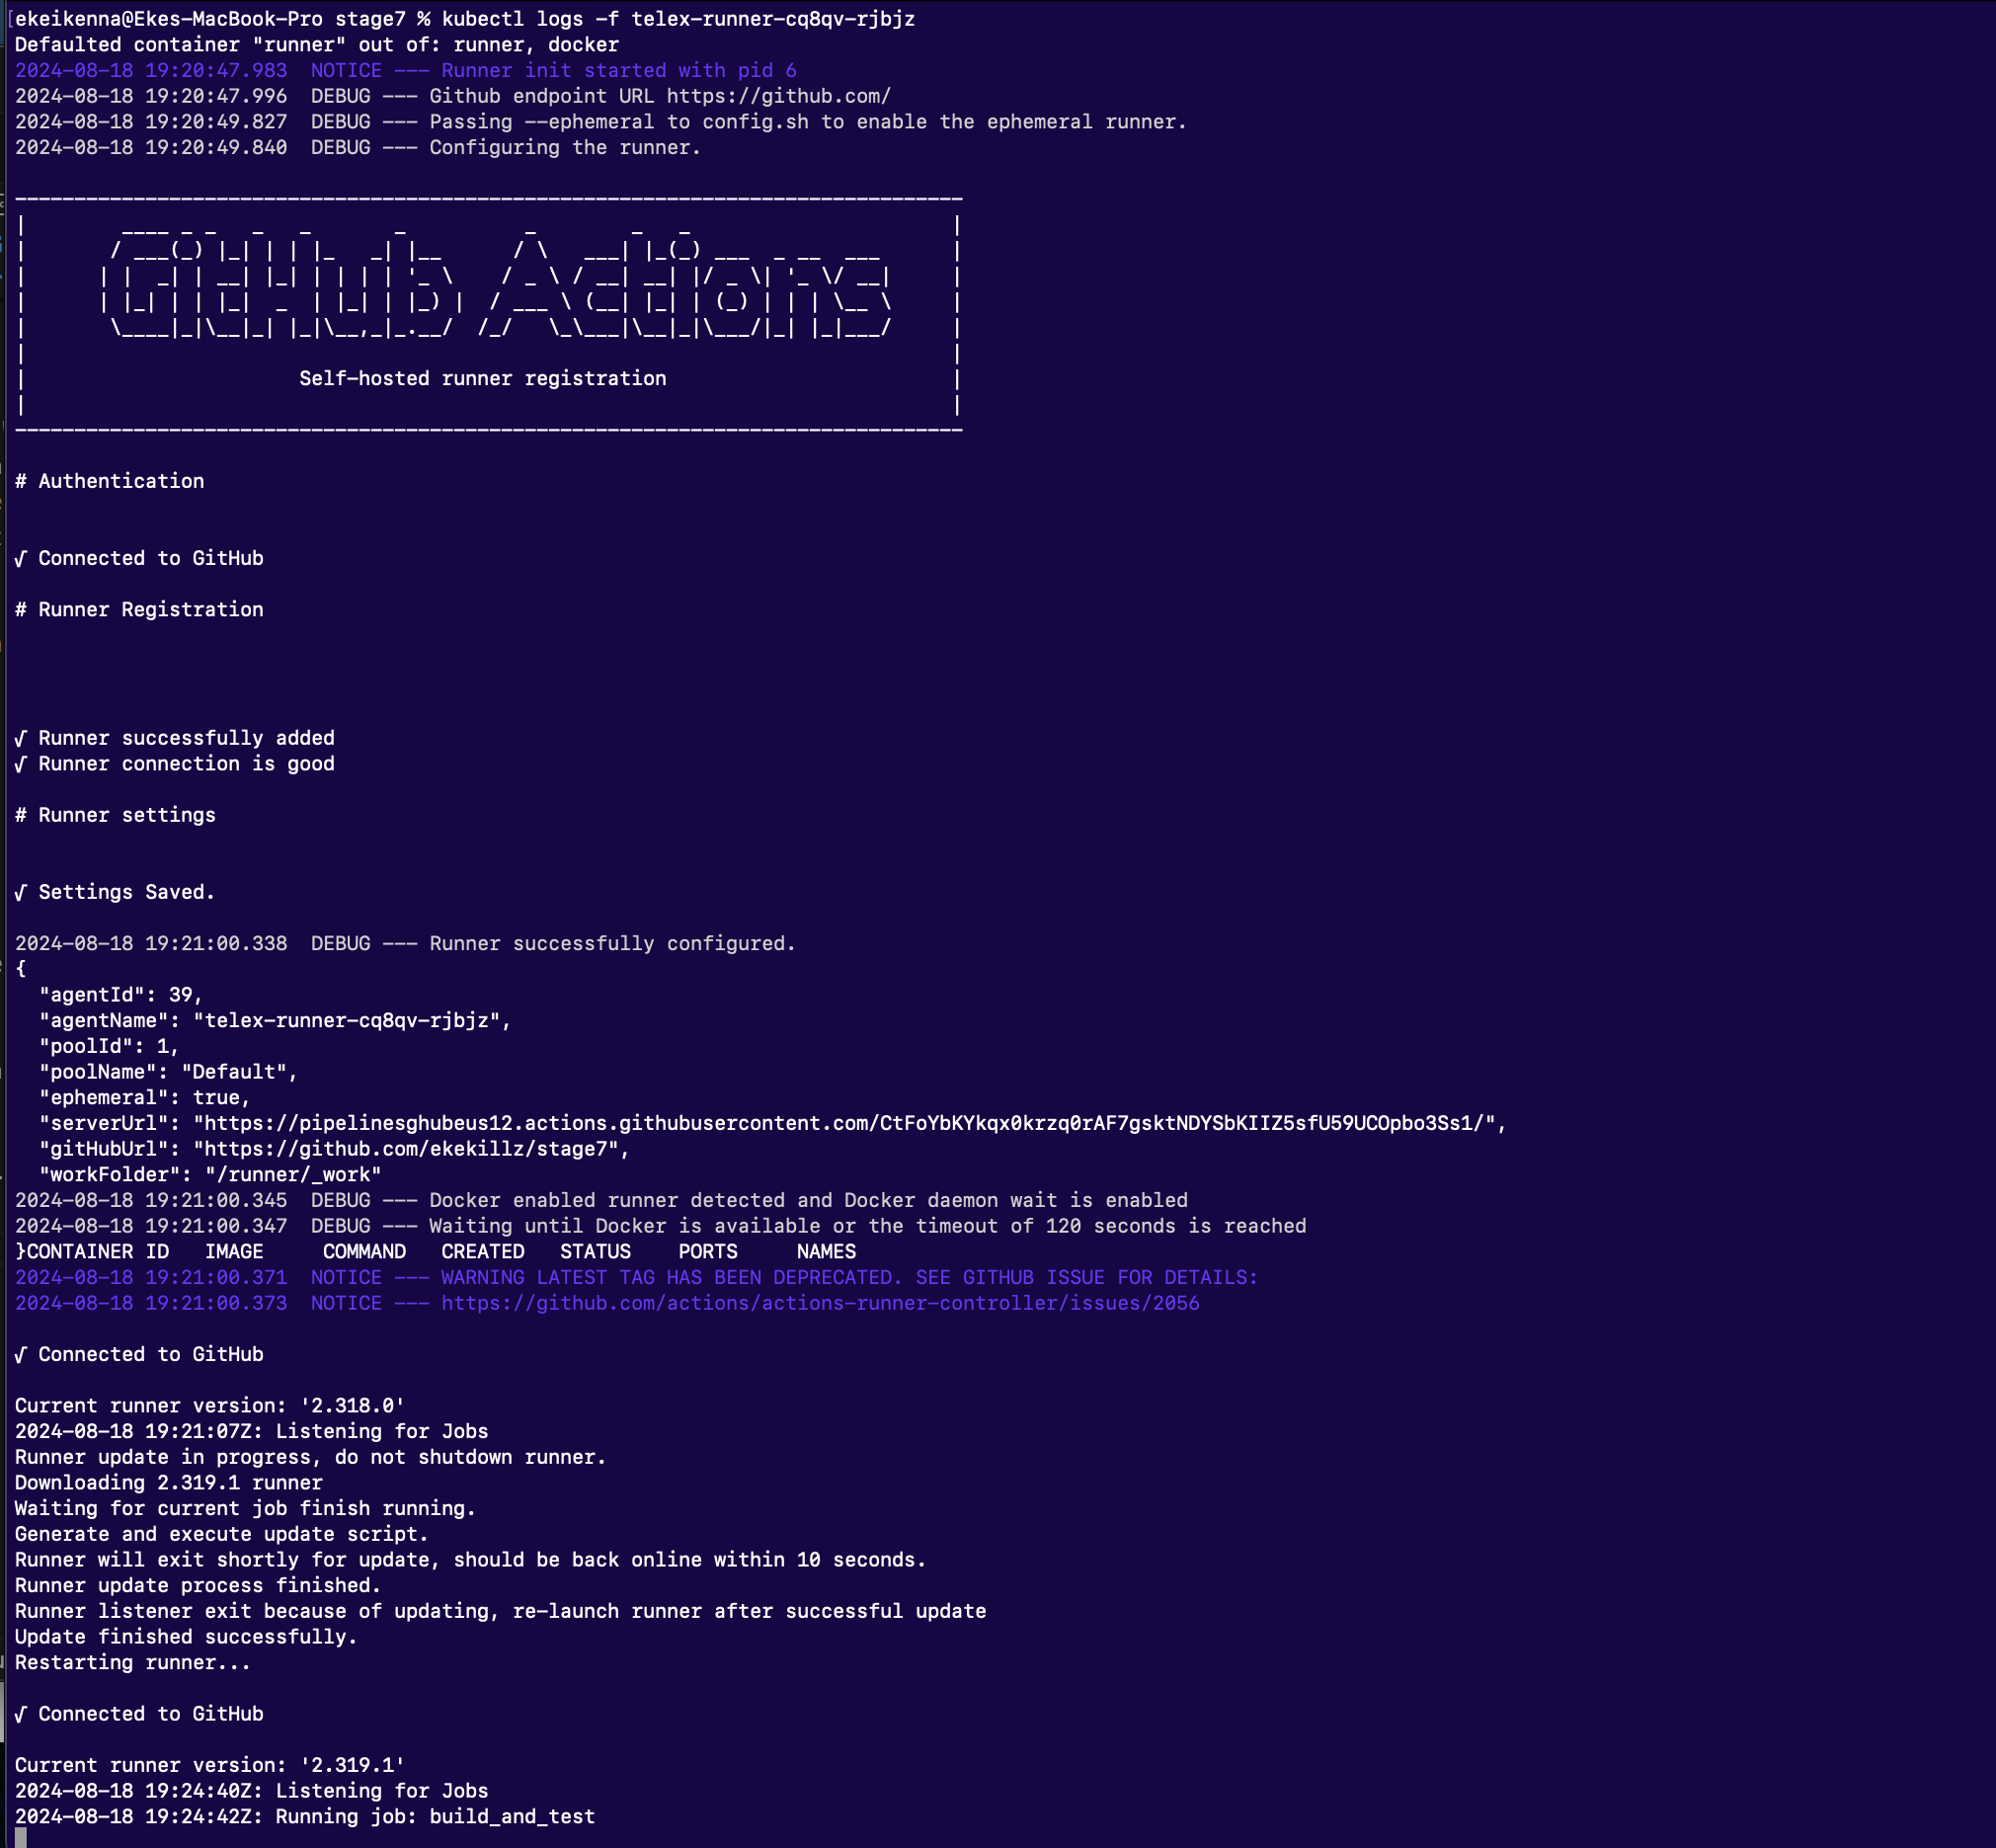 [ekeikenna@Ekes-MacBook-Pro stage7 % kubectl logs -f telex-runner-cq8qv-rjbjz
Defaulted container "runner" out of: runner, docker
2024-08-18 19:20:47.983  NOTICE --- Runner init started with pid 6
2024-08-18 19:20:47.996  DEBUG --- Github endpoint URL https://github.com/
2024-08-18 19:20:49.827  DEBUG --- Passing --ephemeral to config.sh to enable the ephemeral runner.
2024-08-18 19:20:49.840  DEBUG --- Configuring the runner.
GitHub Actions
Self-hosted runner registration
# Authentication
√ Connected to GitHub
# Runner Registration
√ Runner successfully added
√ Runner connection is good
# Runner settings
√ Settings Saved.
2024-08-18 19:21:00.338  DEBUG --- Runner successfully configured.
{
  "agentId": 39,
  "agentName": "telex-runner-cq8qv-rjbjz",
  "poolId": 1,
  "poolName": "Default",
  "ephemeral": true,
  "serverUrl": "https://pipelinesghubeus12.actions.githubusercontent.com/CtFoYbKYkqx0krzq0rAF7gsktNDYSbKIIZ5sfU59UCOpbo3Ss1/",
  "gitHubUrl": "https://github.com/ekekillz/stage7",
  "workFolder": "/runner/_work"
2024-08-18 19:21:00.345  DEBUG --- Docker enabled runner detected and Docker daemon wait is enabled
2024-08-18 19:21:00.347  DEBUG --- Waiting until Docker is available or the timeout of 120 seconds is reached
}CONTAINER ID   IMAGE     COMMAND   CREATED   STATUS    PORTS     NAMES
2024-08-18 19:21:00.371  NOTICE --- WARNING LATEST TAG HAS BEEN DEPRECATED. SEE GITHUB ISSUE FOR DETAILS:
2024-08-18 19:21:00.373  NOTICE --- https://github.com/actions/actions-runner-controller/issues/2056
√ Connected to GitHub
Current runner version: '2.318.0'
2024-08-18 19:21:07Z: Listening for Jobs
Runner update in progress, do not shutdown runner.
Downloading 2.319.1 runner
Waiting for current job finish running.
Generate and execute update script.
Runner will exit shortly for update, should be back online within 10 seconds.
Runner update process finished.
Runner listener exit because of updating, re-launch runner after successful update
Update finished successfully.
Restarting runner...
√ Connected to GitHub
Current runner version: '2.319.1'
2024-08-18 19:24:40Z: Listening for Jobs
2024-08-18 19:24:42Z: Running job: build_and_test